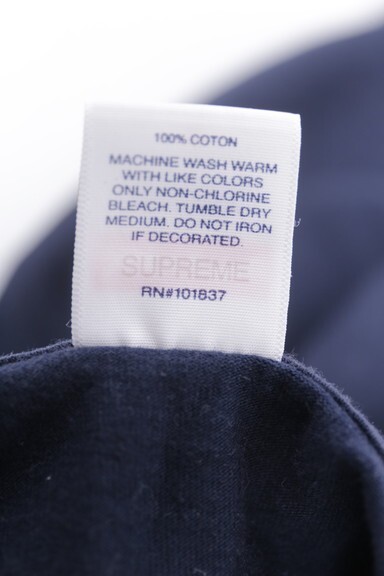 100% COTON
MACHINE WASH WARM
WITH LIKE COLORS
ONLY NON-CHLORINE
BLEACH. TUMBLE DRY
MEDIUM. DO NOT IRON
IF DECORATED.
SUPREME
RN#101837